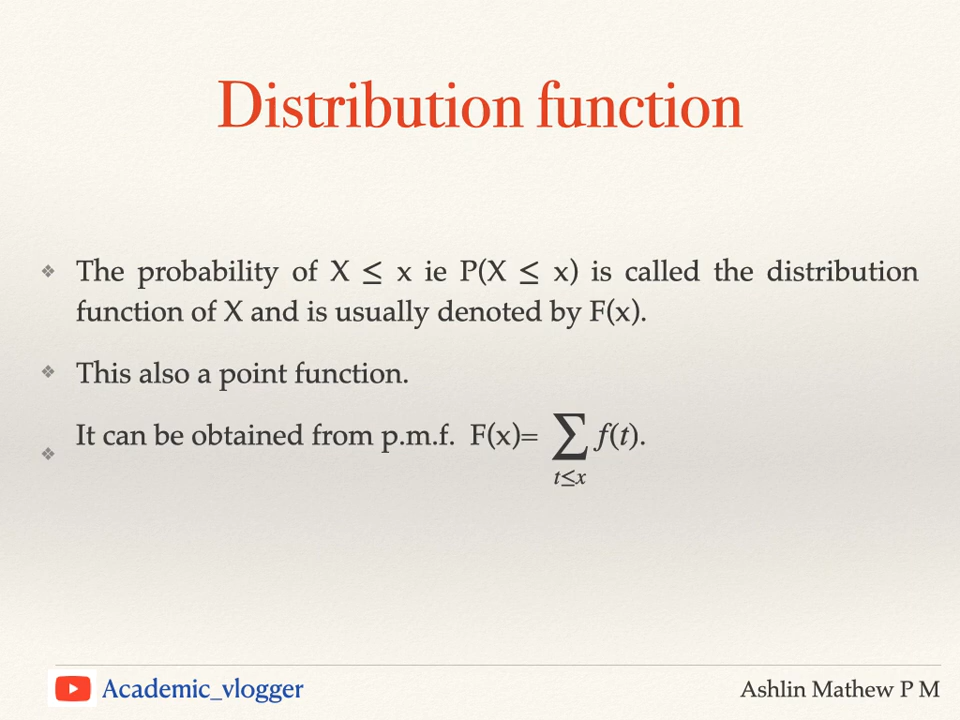 Distribution function
❖ The probability of X ≤ x ie P(X ≤ x) is called the distribution
function of X and is usually denoted by F(x).
❖ This also a point function.
❖ It can be obtained from p.m.f. F(x)= ∑ f(t).
t≤x
Academic_vlogger
Ashlin Mathew P M